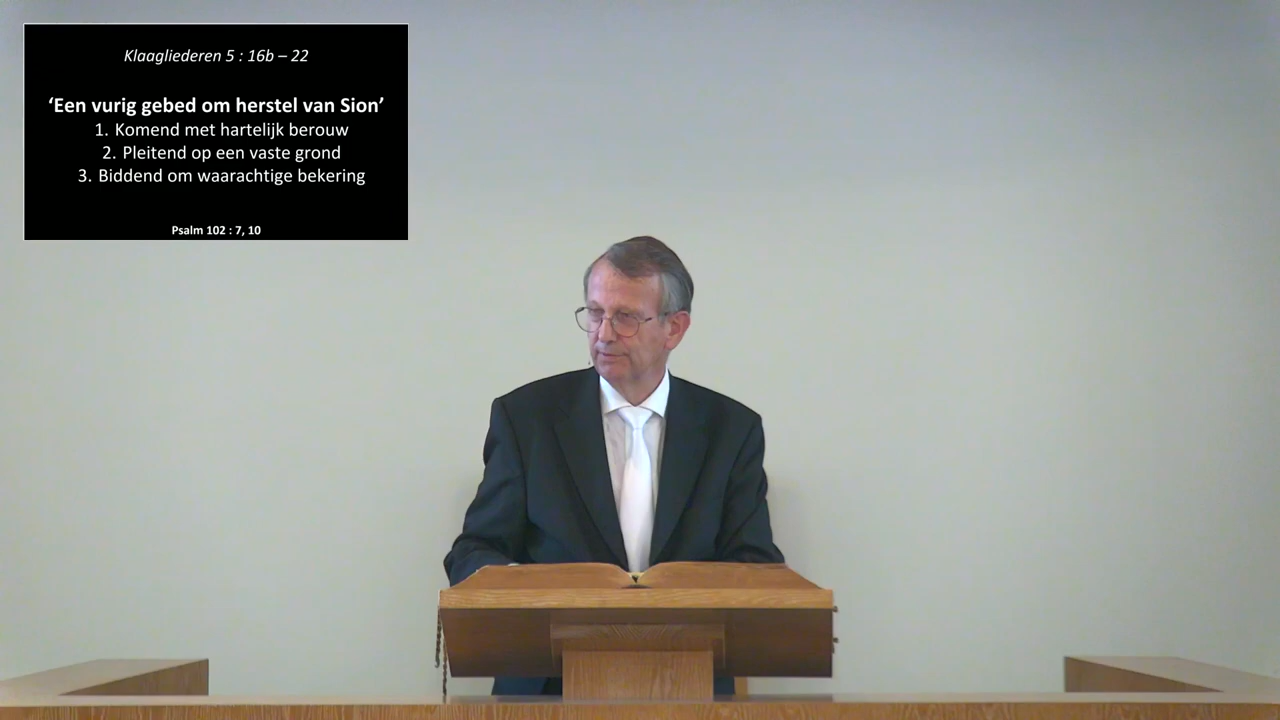 Klaagliederen 5 : 16b – 22
‘Een vurig gebed om herstel van Sion’
1. Komend met hartelijk berouw
2. Pleitend op een vaste grond
3. Biddend om waarachtige bekering
Psalm 102 : 7, 10